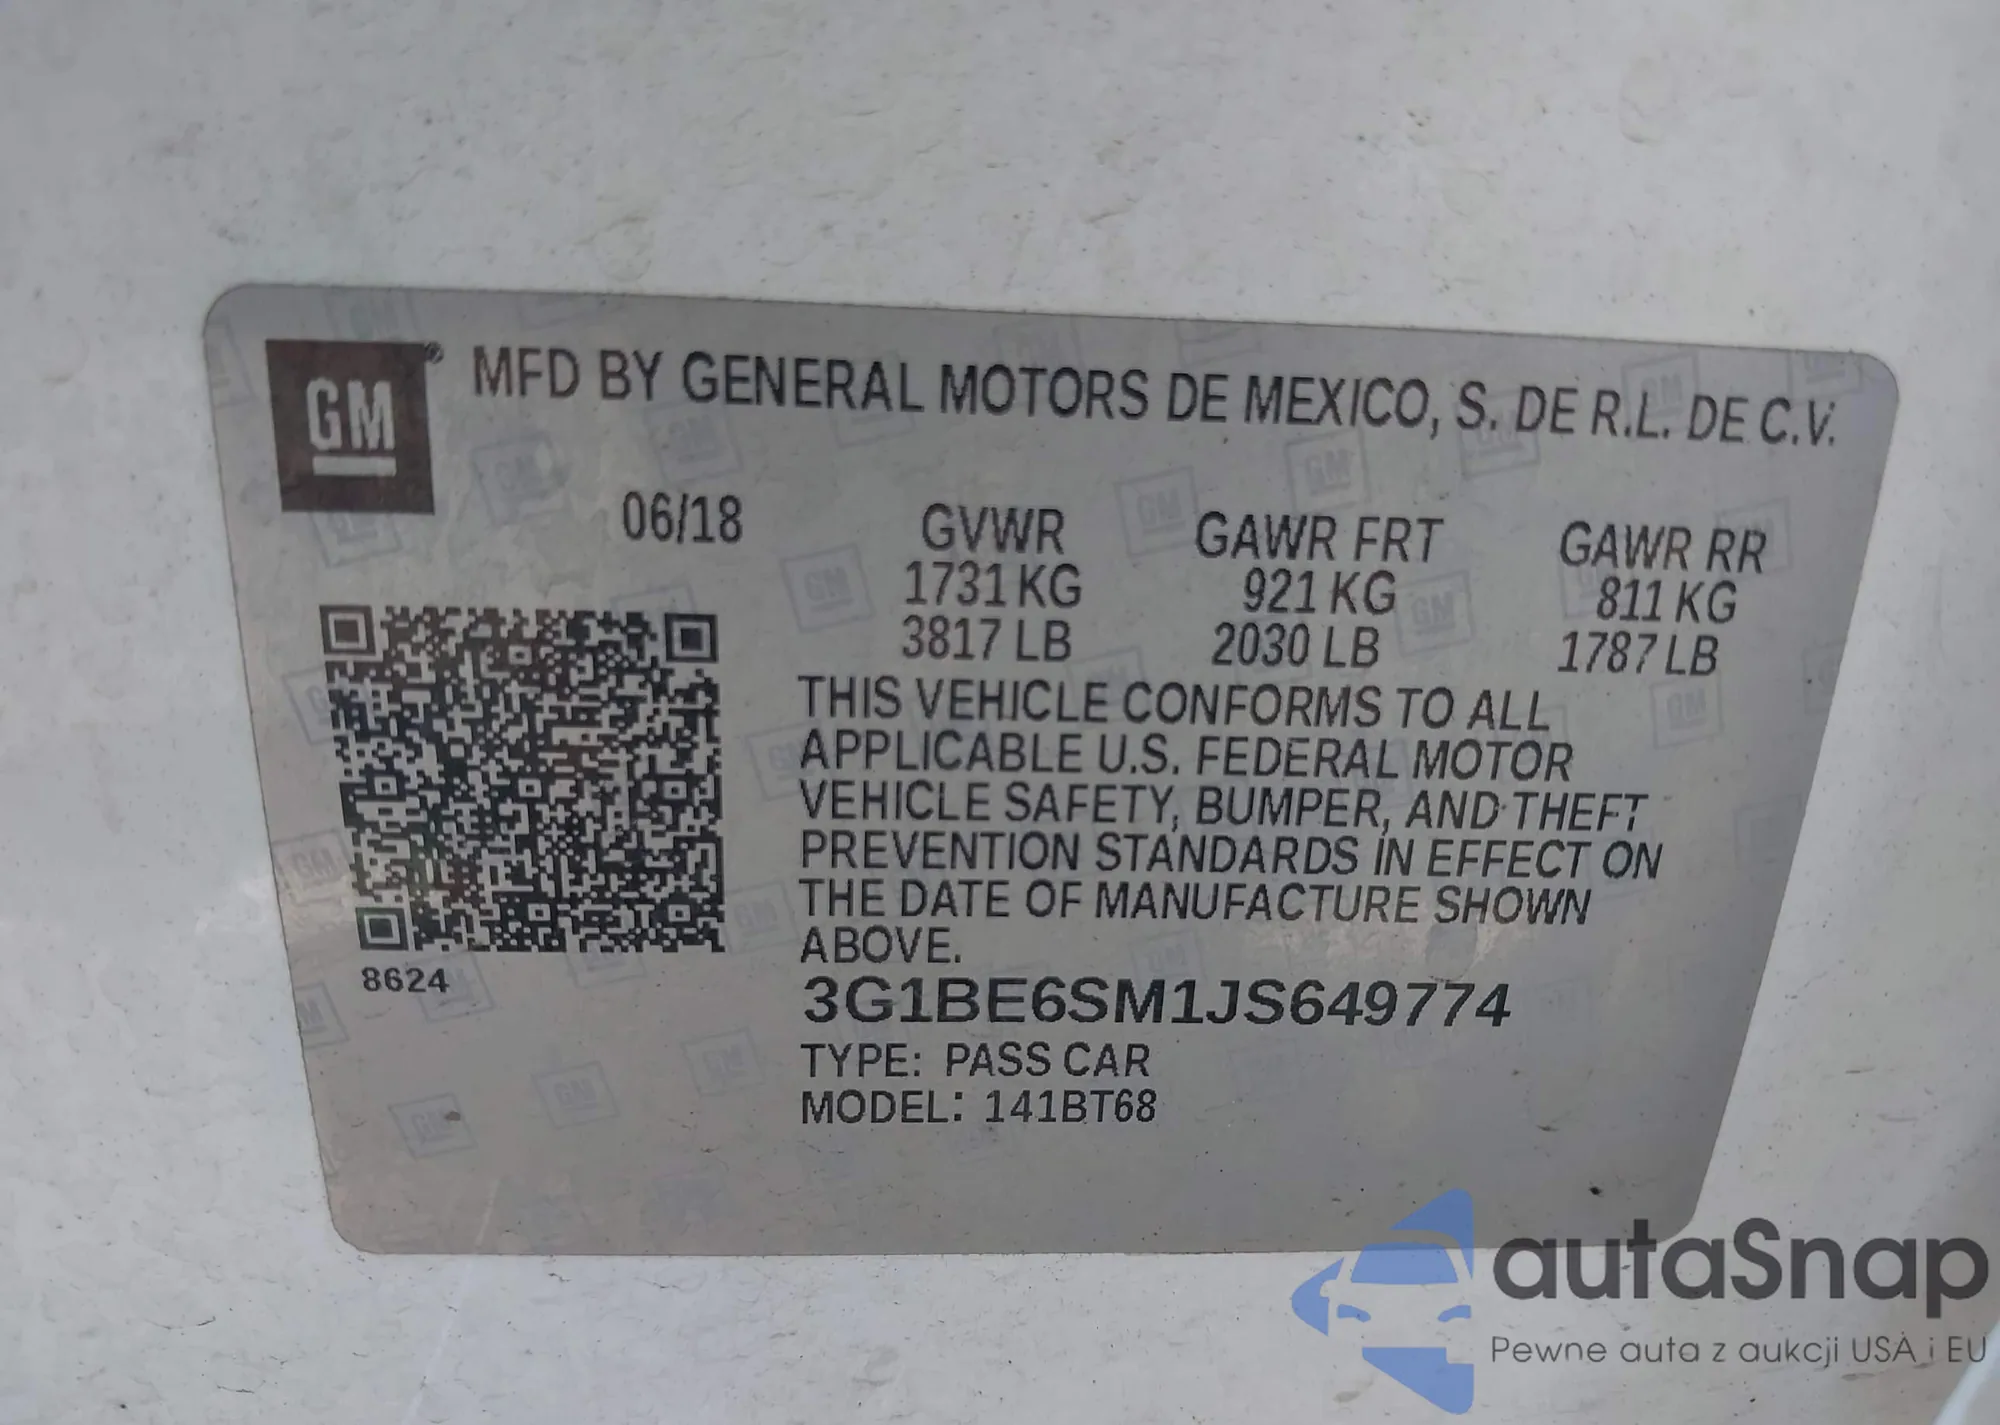 GM® MFD BY GENERAL MOTORS DE MEXICO, S. DE R.L. DE C.V.
06/18 GVWR GAWR FRT GAWR RR
1731 KG 921 KG 811 KG
3817 LB 2030 LB 1787 LB
THIS VEHICLE CONFORMS TO ALL
APPLICABLE U.S. FEDERAL MOTOR
VEHICLE SAFETY, BUMPER, AND THEFT
PREVENTION STANDARDS IN EFFECT ON
THE DATE OF MANUFACTURE SHOWN
ABOVE.
8624
3G1BE6SM1JS649774
TYPE: PASS CAR
MODEL: 141BT68
autaSnap
Pewne auta z aukcji USA i EU